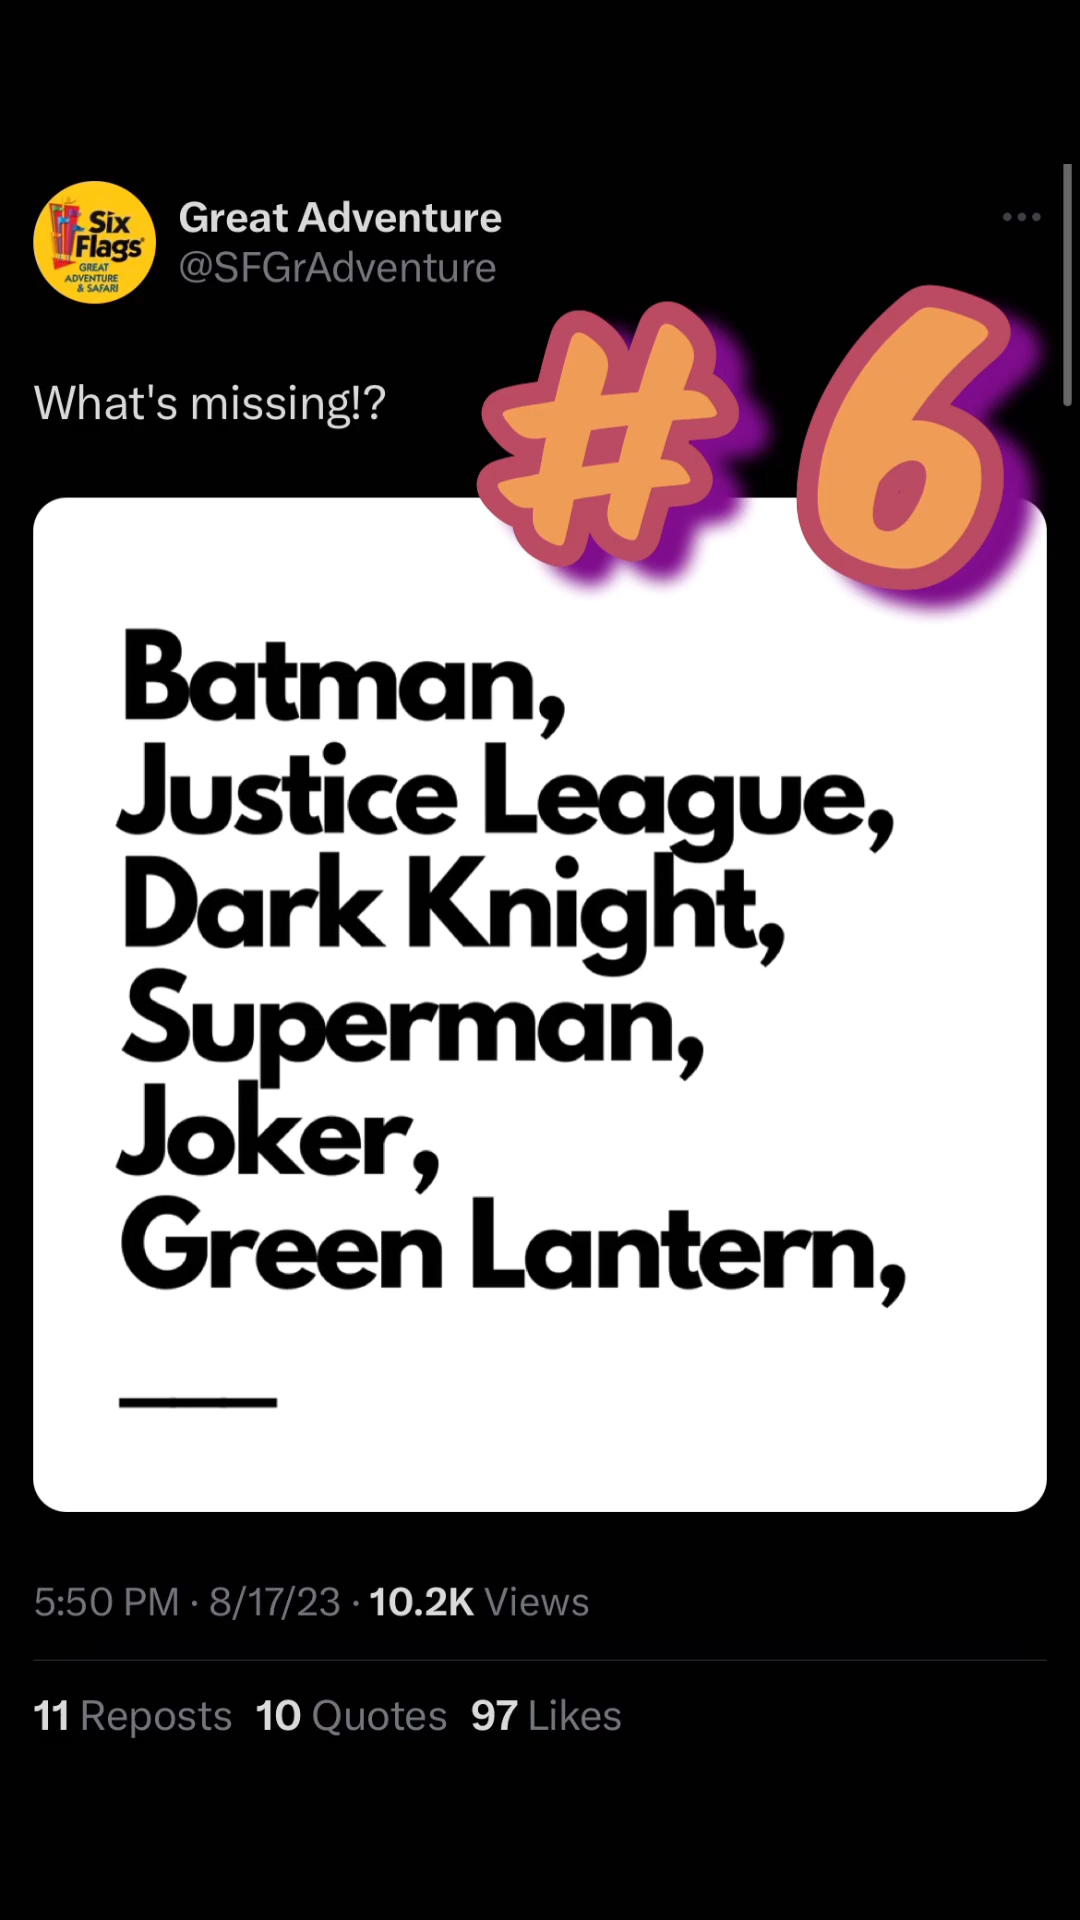 Six
Flags
GREAT
ADVENTURE
& SAFARI
Great Adventure
@SFGrAdventure
What's missing!?
#6
Batman,
Justice League,
Dark Knight,
Superman,
Joker,
Green Lantern,
___
5:50 PM · 8/17/23 · 10.2K Views
11 Reposts 10 Quotes 97 Likes